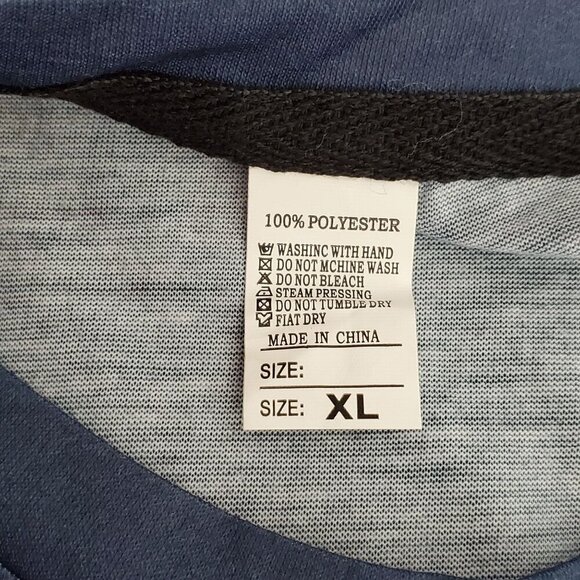 100% POLYESTER
WASHINC WITH HAND
DO NOT MCHINE WASH
DO NOT BLEACH
STEAM PRESSING
DO NOT TUMBLE DRY
FIAT DRY
MADE IN CHINA
SIZE:
SIZE: XL